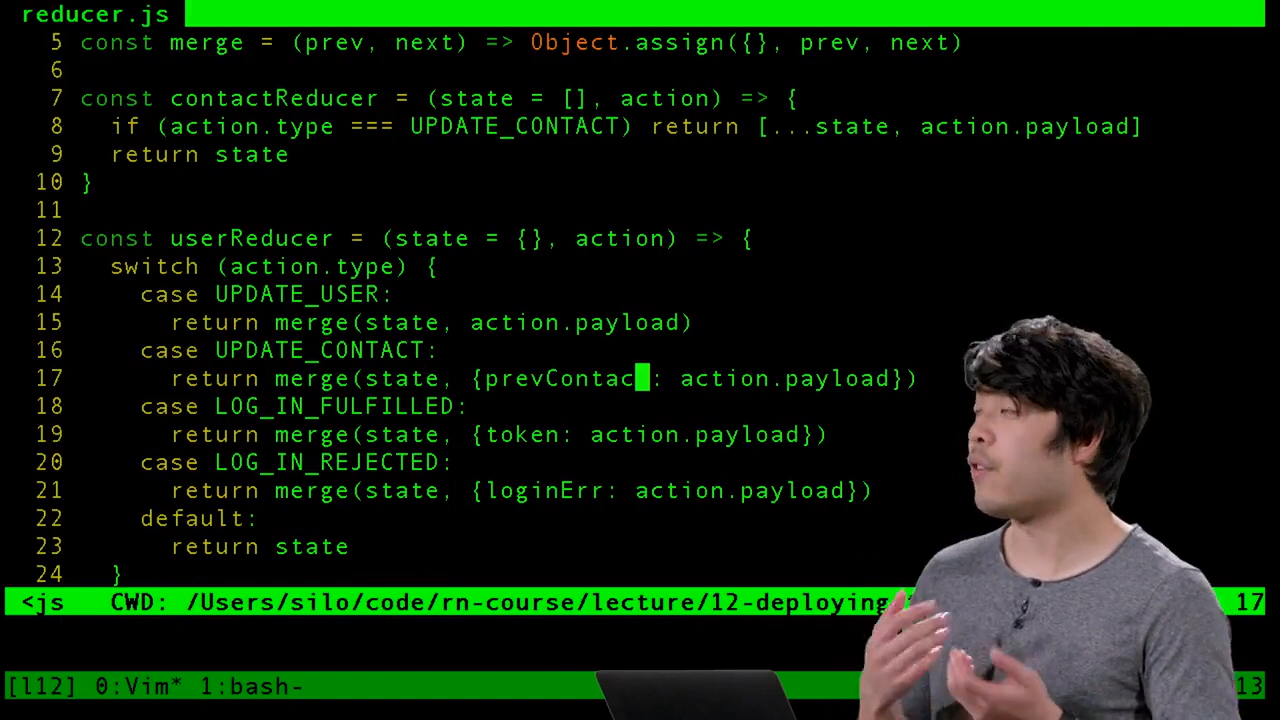 reducer.js
5 const merge = (prev, next) => Object.assign({}, prev, next)
6
7 const contactReducer = (state = [], action) => {
8   if (action.type === UPDATE_CONTACT) return [...state, action.payload]
9   return state
10 }
11
12 const userReducer = (state = {}, action) => {
13   switch (action.type) {
14     case UPDATE_USER:
15       return merge(state, action.payload)
16     case UPDATE_CONTACT:
17       return merge(state, {prevContac : action.payload})
18     case LOG_IN_FULFILLED:
19       return merge(state, {token: action.payload})
20     case LOG_IN_REJECTED:
21       return merge(state, {loginErr: action.payload})
22     default:
23       return state
24   }
<js   CWD: /Users/silo/code/rn-course/lecture/12-deploying 17
[l12] 0:Vim* 1:bash- 13